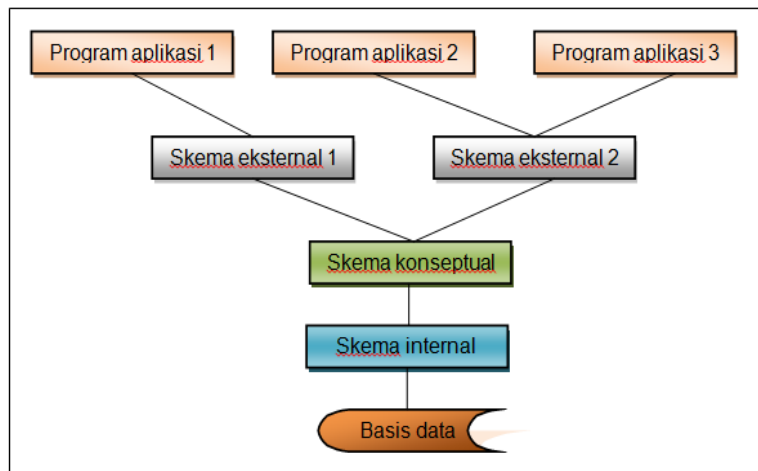 Program aplikasi 1
Program aplikasi 2
Program aplikasi 3
Skema eksternal 1
Skema eksternal 2
Skema konseptual
Skema internal
Basis data